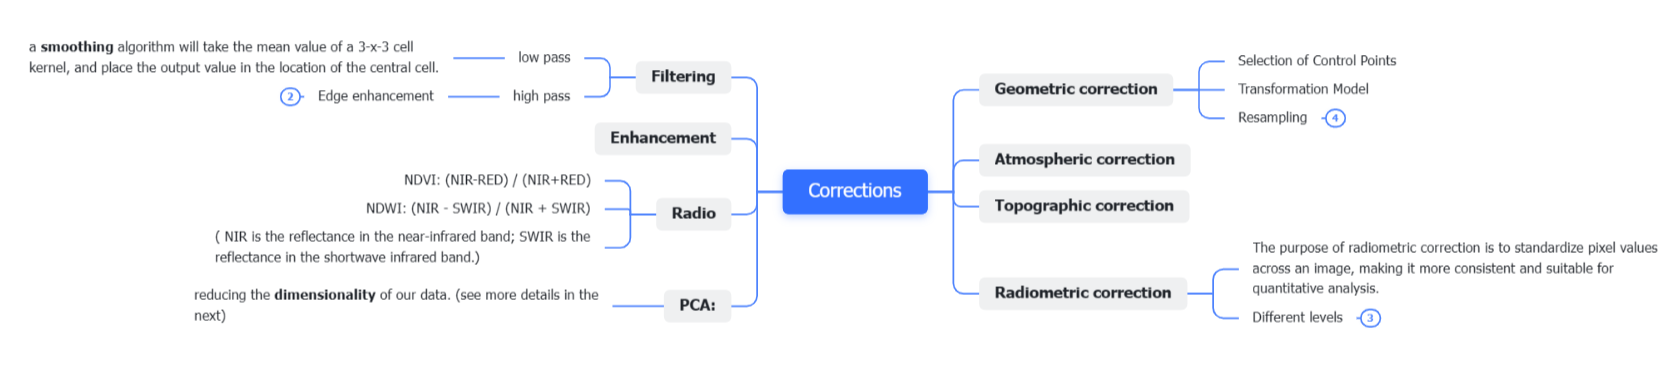 Corrections
Filtering
low pass
a smoothing algorithm will take the mean value of a 3-x-3 cell
kernel, and place the output value in the location of the central cell.
high pass
Edge enhancement
2
Enhancement
Radio
NDVI: (NIR-RED) / (NIR+RED)
NDWI: (NIR - SWIR) / (NIR + SWIR)
( NIR is the reflectance in the near-infrared band; SWIR is the
reflectance in the shortwave infrared band.)
PCA:
reducing the dimensionality of our data. (see more details in the
next)
Geometric correction
Selection of Control Points
Transformation Model
Resampling
4
Atmospheric correction
Topographic correction
Radiometric correction
The purpose of radiometric correction is to standardize pixel values
across an image, making it more consistent and suitable for
quantitative analysis.
Different levels
3